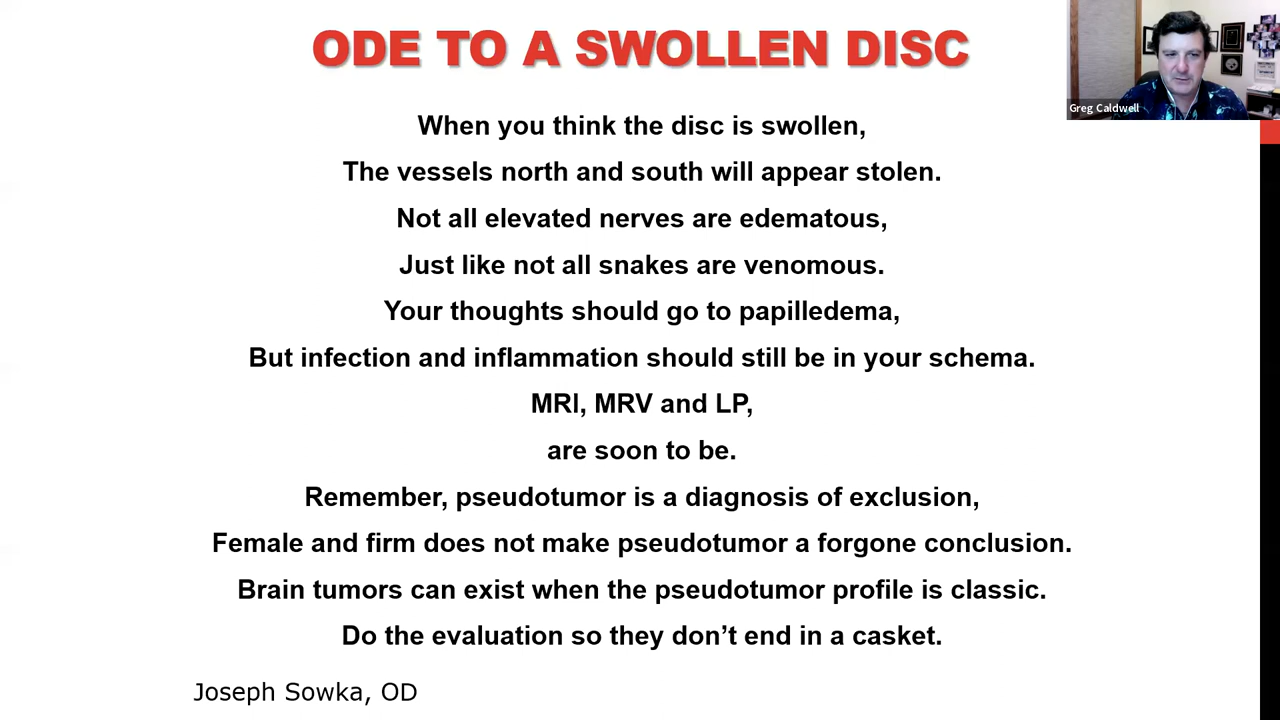 ODE TO A SWOLLEN DISC
Greg Caldwell
When you think the disc is swollen,
The vessels north and south will appear stolen.
Not all elevated nerves are edematous,
Just like not all snakes are venomous.
Your thoughts should go to papilledema,
But infection and inflammation should still be in your schema.
MRI, MRV and LP,
are soon to be.
Remember, pseudotumor is a diagnosis of exclusion,
Female and firm does not make pseudotumor a forgone conclusion.
Brain tumors can exist when the pseudotumor profile is classic.
Do the evaluation so they don’t end in a casket.
Joseph Sowka, OD